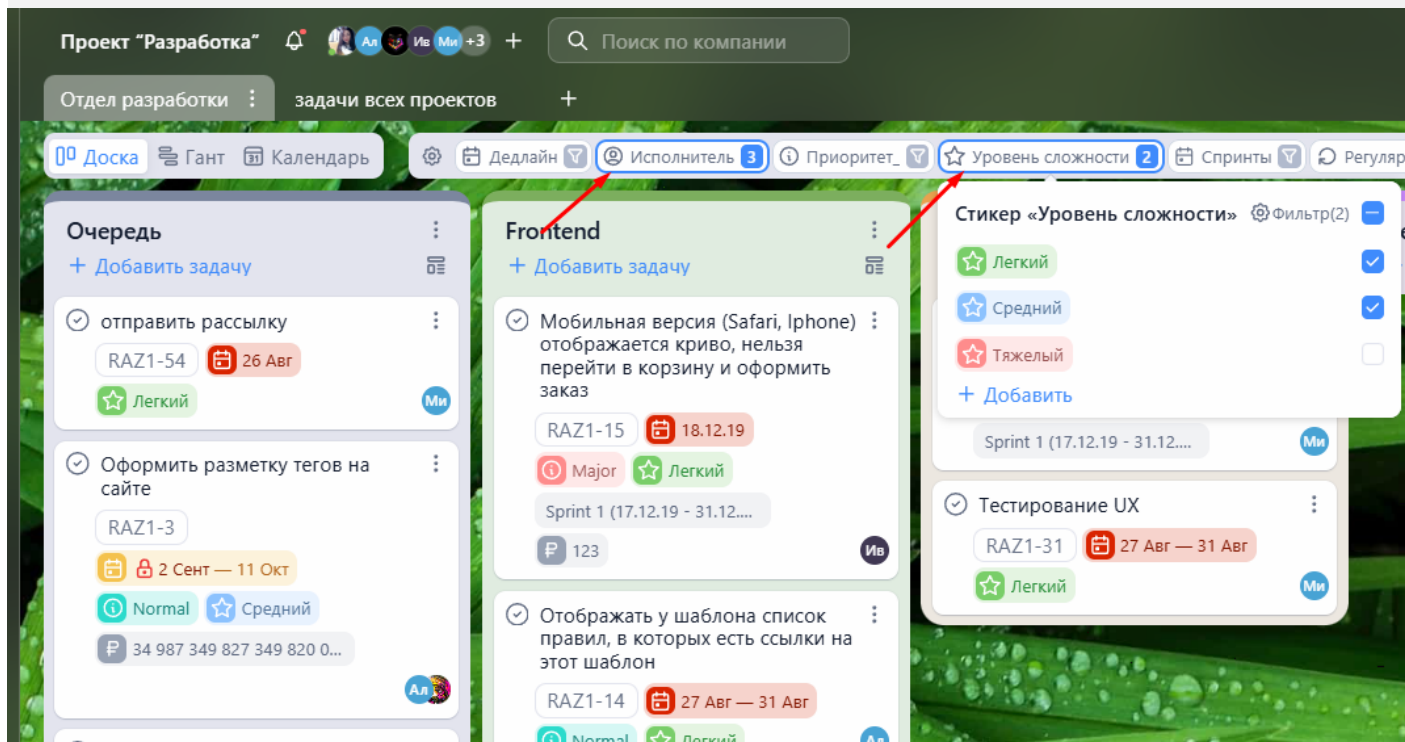 Проект “Разработка” Ал Ив Ми +3 + Поиск по компании
Отдел разработки задачи всех проектов +
Доска Гант 31 Календарь Дедлайн Исполнитель 3 Приоритет_ Уровень сложности 2 Спринты Регуляр
Стикер «Уровень сложности» Фильтр(2)
Легкий
Средний
Тяжелый
+ Добавить
Очередь
+ Добавить задачу
отправить рассылку
RAZ1-54 26 Авг
Легкий Ми
Оформить разметку тегов на
сайте
RAZ1-3
2 Сент — 11 Окт
Normal Средний
₽ 34 987 349 827 349 820 0...
Ал
Frontend
+ Добавить задачу
Мобильная версия (Safari, Iphone)
отображается криво, нельзя
перейти в корзину и оформить
заказ
RAZ1-15 18.12.19
Major Легкий
Sprint 1 (17.12.19 - 31.12....
₽ 123 Ив
Отображать у шаблона список
правил, в которых есть ссылки на
этот шаблон
RAZ1-14 27 Авг — 31 Авг
Normal Легкий Ал
Sprint 1 (17.12.19 - 31.12.... Ми
Тестирование UX
RAZ1-31 27 Авг — 31 Авг
Легкий Ми